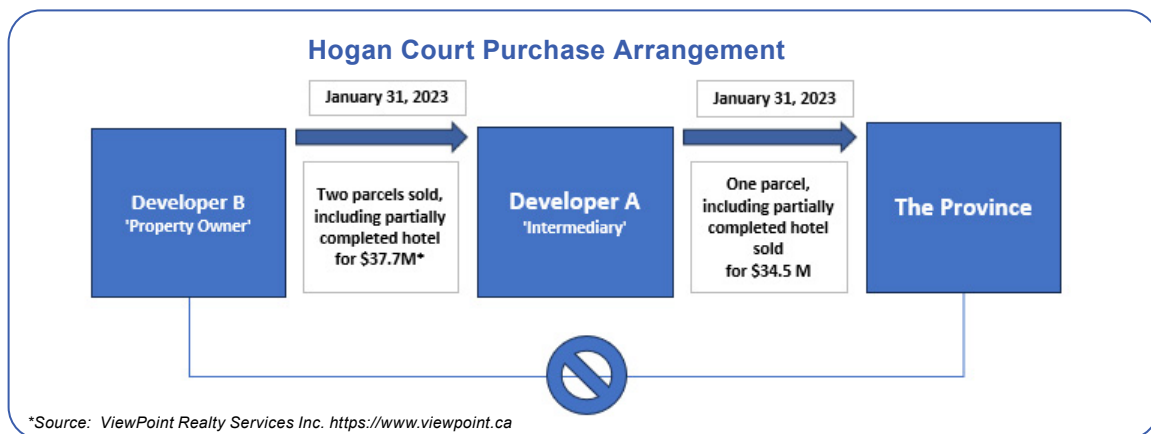 Hogan Court Purchase Arrangement
January 31, 2023
January 31, 2023
Developer B
'Property Owner'
Two parcels sold,
including partially
completed hotel
for $37.7M*
Developer A
'Intermediary'
One parcel,
including partially
completed hotel
sold
for $34.5 M
The Province
*Source: ViewPoint Realty Services Inc. https://www.viewpoint.ca